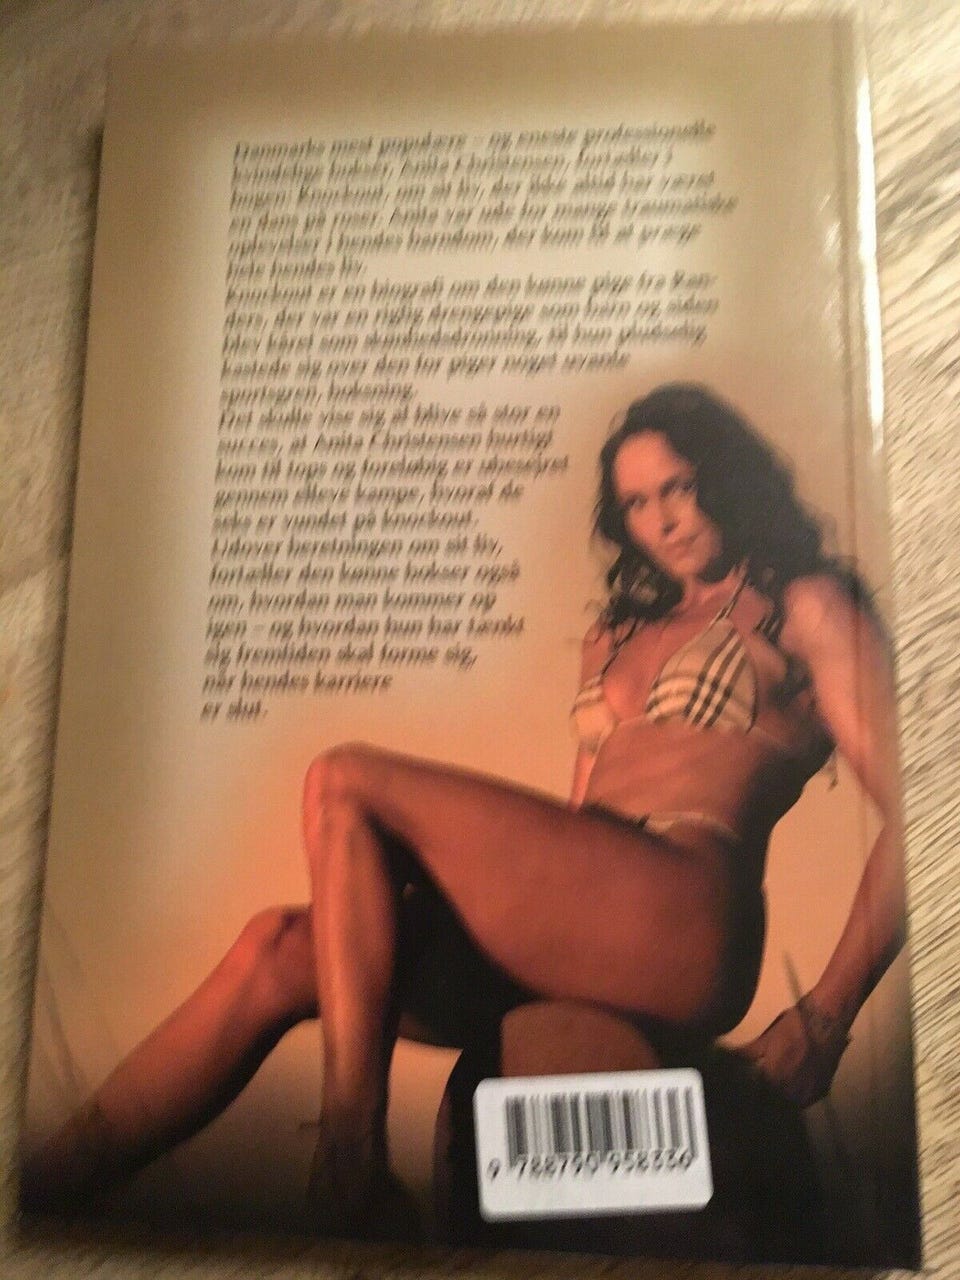 Danmarks mest populære – og eneste professionelle
kvindelige bokser, Anita Christensen, fortæller i
bogen: Knockout, om sit liv, der ikke altid har været
en dans på roser. Anita var ude for mange traumatiske
oplevelser i hendes barndom, der kom til at præge
hele hendes liv.
Knockout er en biografi om den kønne pige fra Ran-
ders, der var en rigtig drengepige som barn og siden
blev kåret som skønhedsdronning, til hun pludselig
kastede sig over den for piger noget uvante
sportsgren, boksning.
Det skulle vise sig at blive så stor en
succes, at Anita Christensen hurtigt
kom til tops og foreløbig er ubesejret
gennem elleve kampe, hvoraf de
seks er vundet på knockout.
Udover beretningen om sit liv,
fortæller den kønne bokser også
om, hvordan man kommer op
igen – og hvordan hun har tænkt
sig fremtiden skal forme sig,
når hendes karriere
er slut.
9 788790 958336